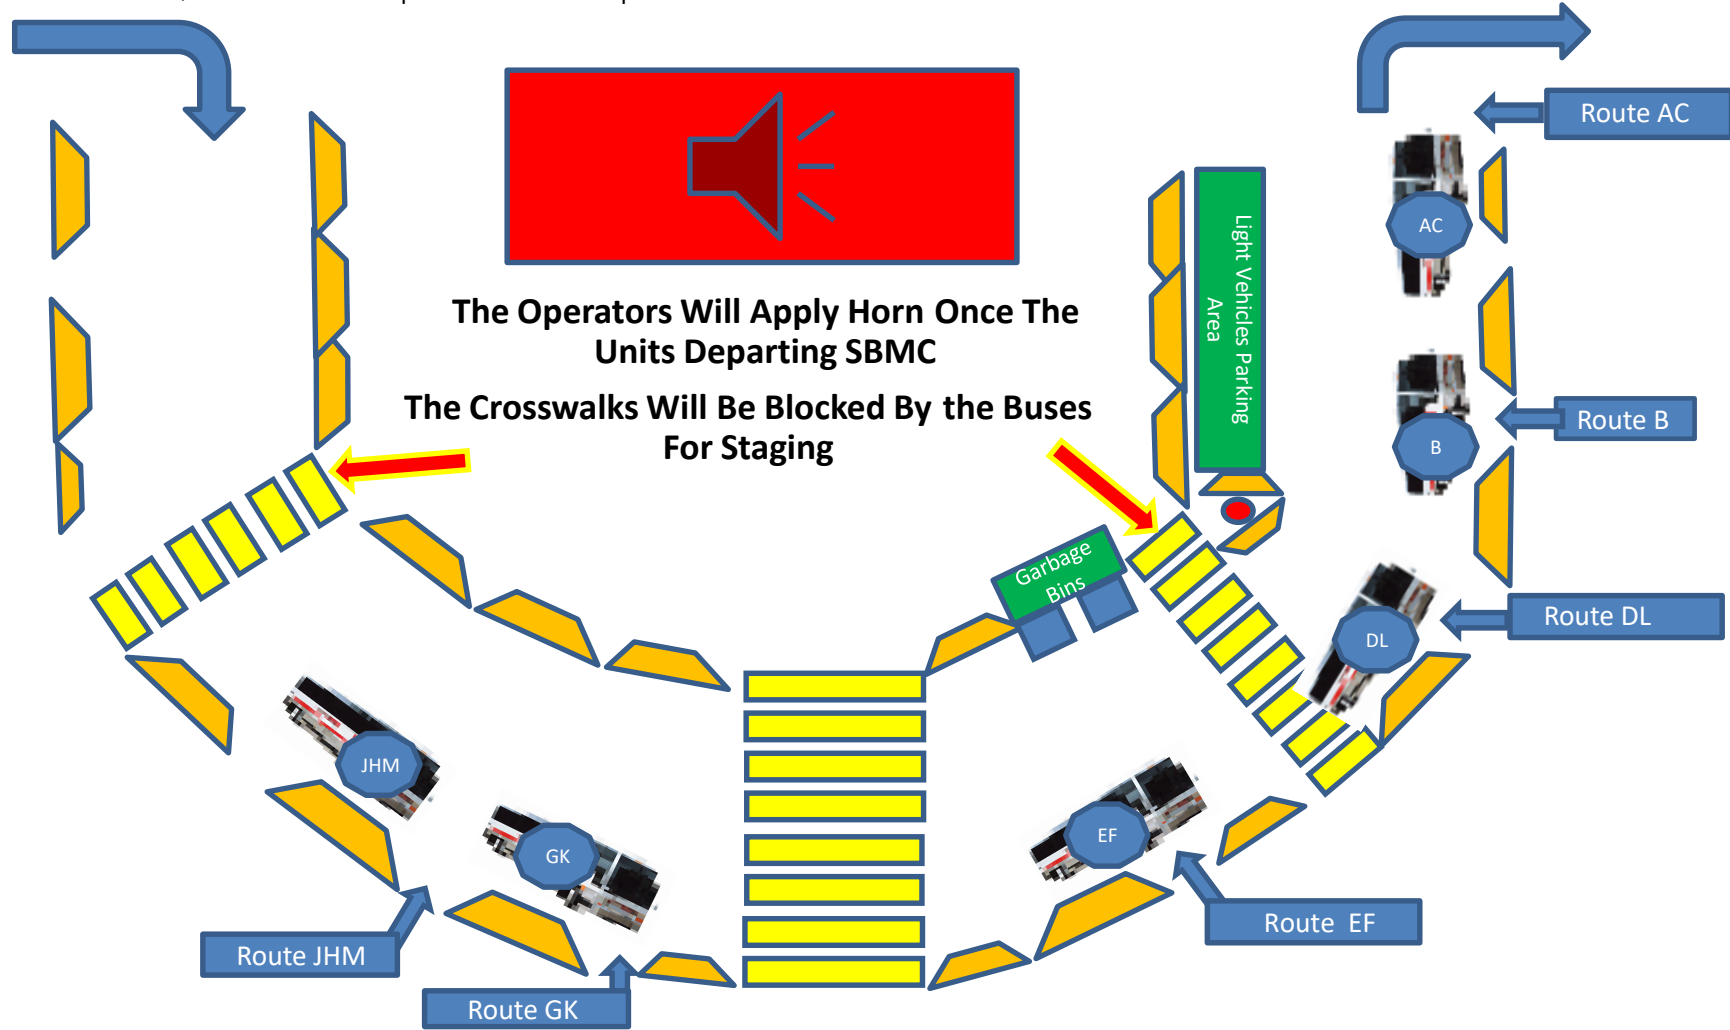 Route AC
AC
Light Vehicles Parking
Area
The Operators Will Apply Horn Once The
Units Departing SBMC
The Crosswalks Will Be Blocked By the Buses
For Staging
Route B
B
Garbage
Bins
Route DL
DL
JHM
GK
EF
Route EF
Route JHM
Route GK